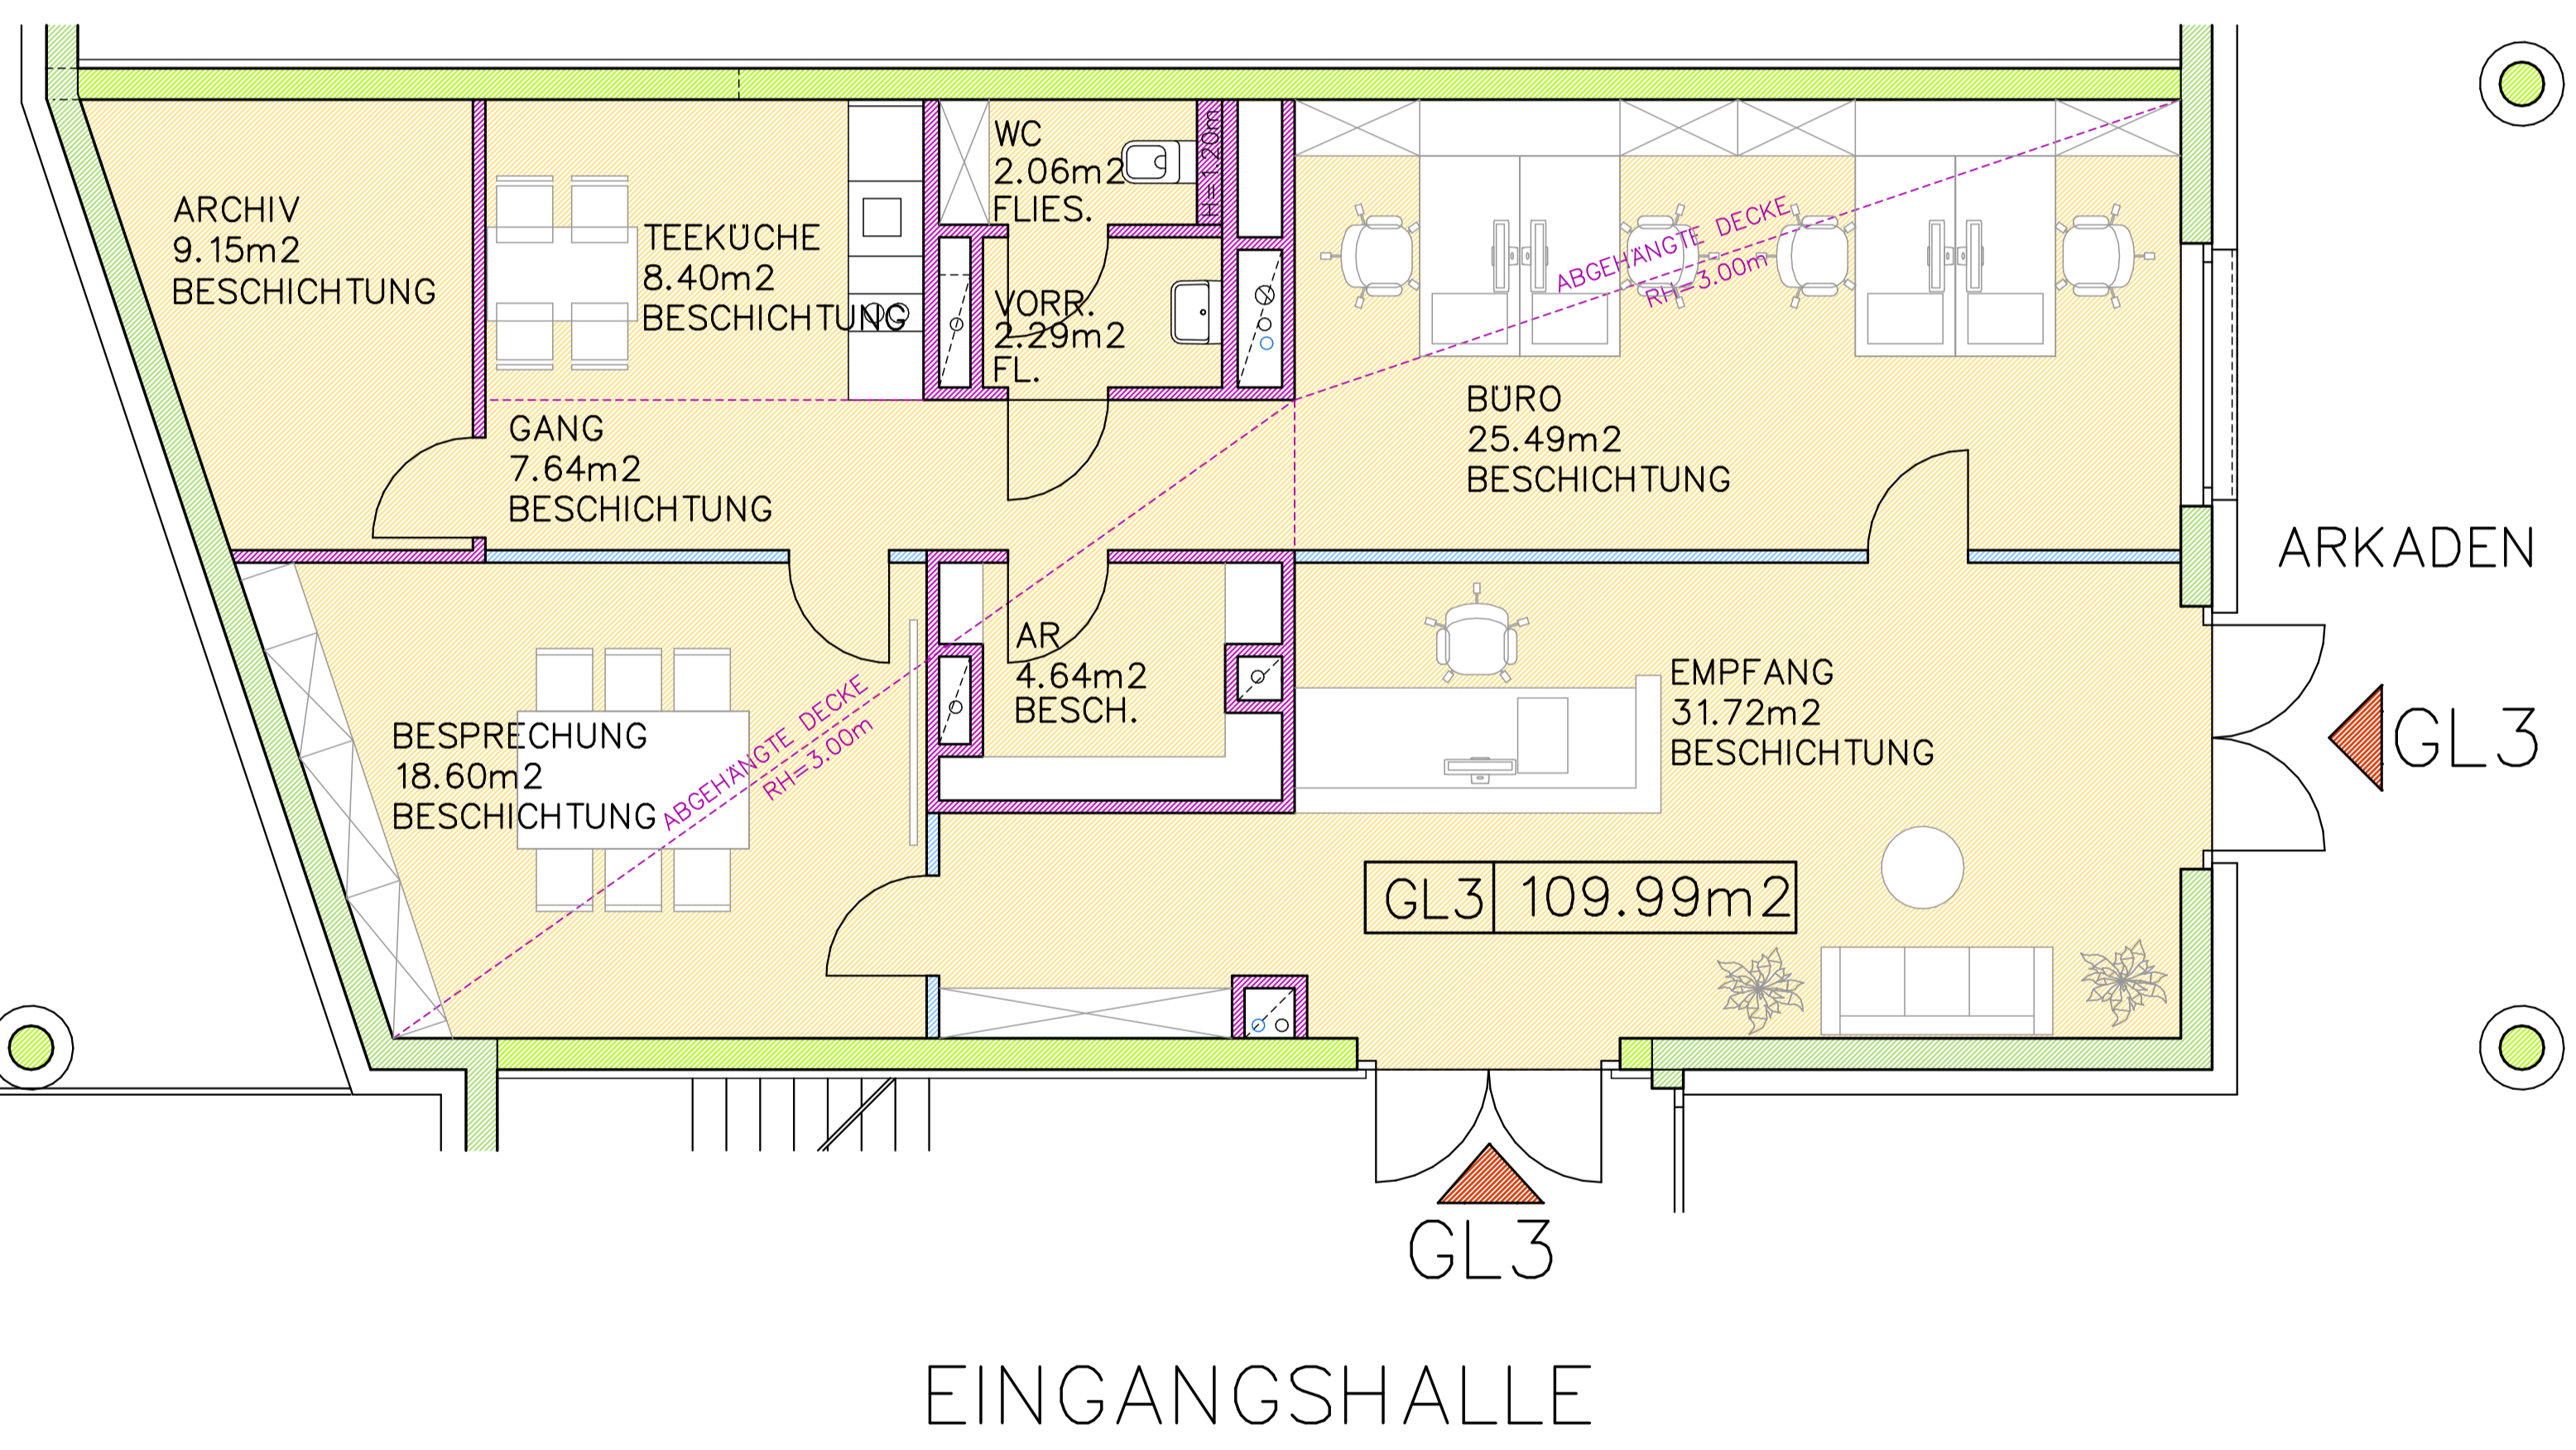 ARCHIV
9.15m2
BESCHICHTUNG
TEEKÜCHE
8.40m2
BESCHICHTUNG
WC
2.06m2
FLIES.
H=1.20m
VORR.
2.29m2
FL.
GANG
7.64m2
BESCHICHTUNG
ABGEHÄNGTE DECKE
RH=3.00m
BÜRO
25.49m2
BESCHICHTUNG
ARKADEN
BESPRECHUNG
18.60m2
BESCHICHTUNG
ABGEHÄNGTE DECKE
RH=3.00m
AR
4.64m2
BESCH.
EMPFANG
31.72m2
BESCHICHTUNG
GL3
GL3 109.99m2
GL3
EINGANGSHALLE